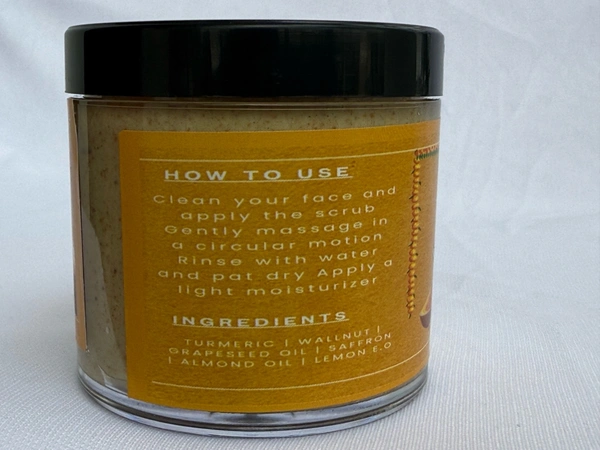 HOW TO USE
Clean your face and
apply the scrub
Gently massage in
a circular motion
Rinse with water
and pat dry Apply a
light moisturizer
INGREDIENTS
TURMERIC | WALLNUT |
GRAPESEED OIL | SAFFRON
| ALMOND OIL | LEMON E.O